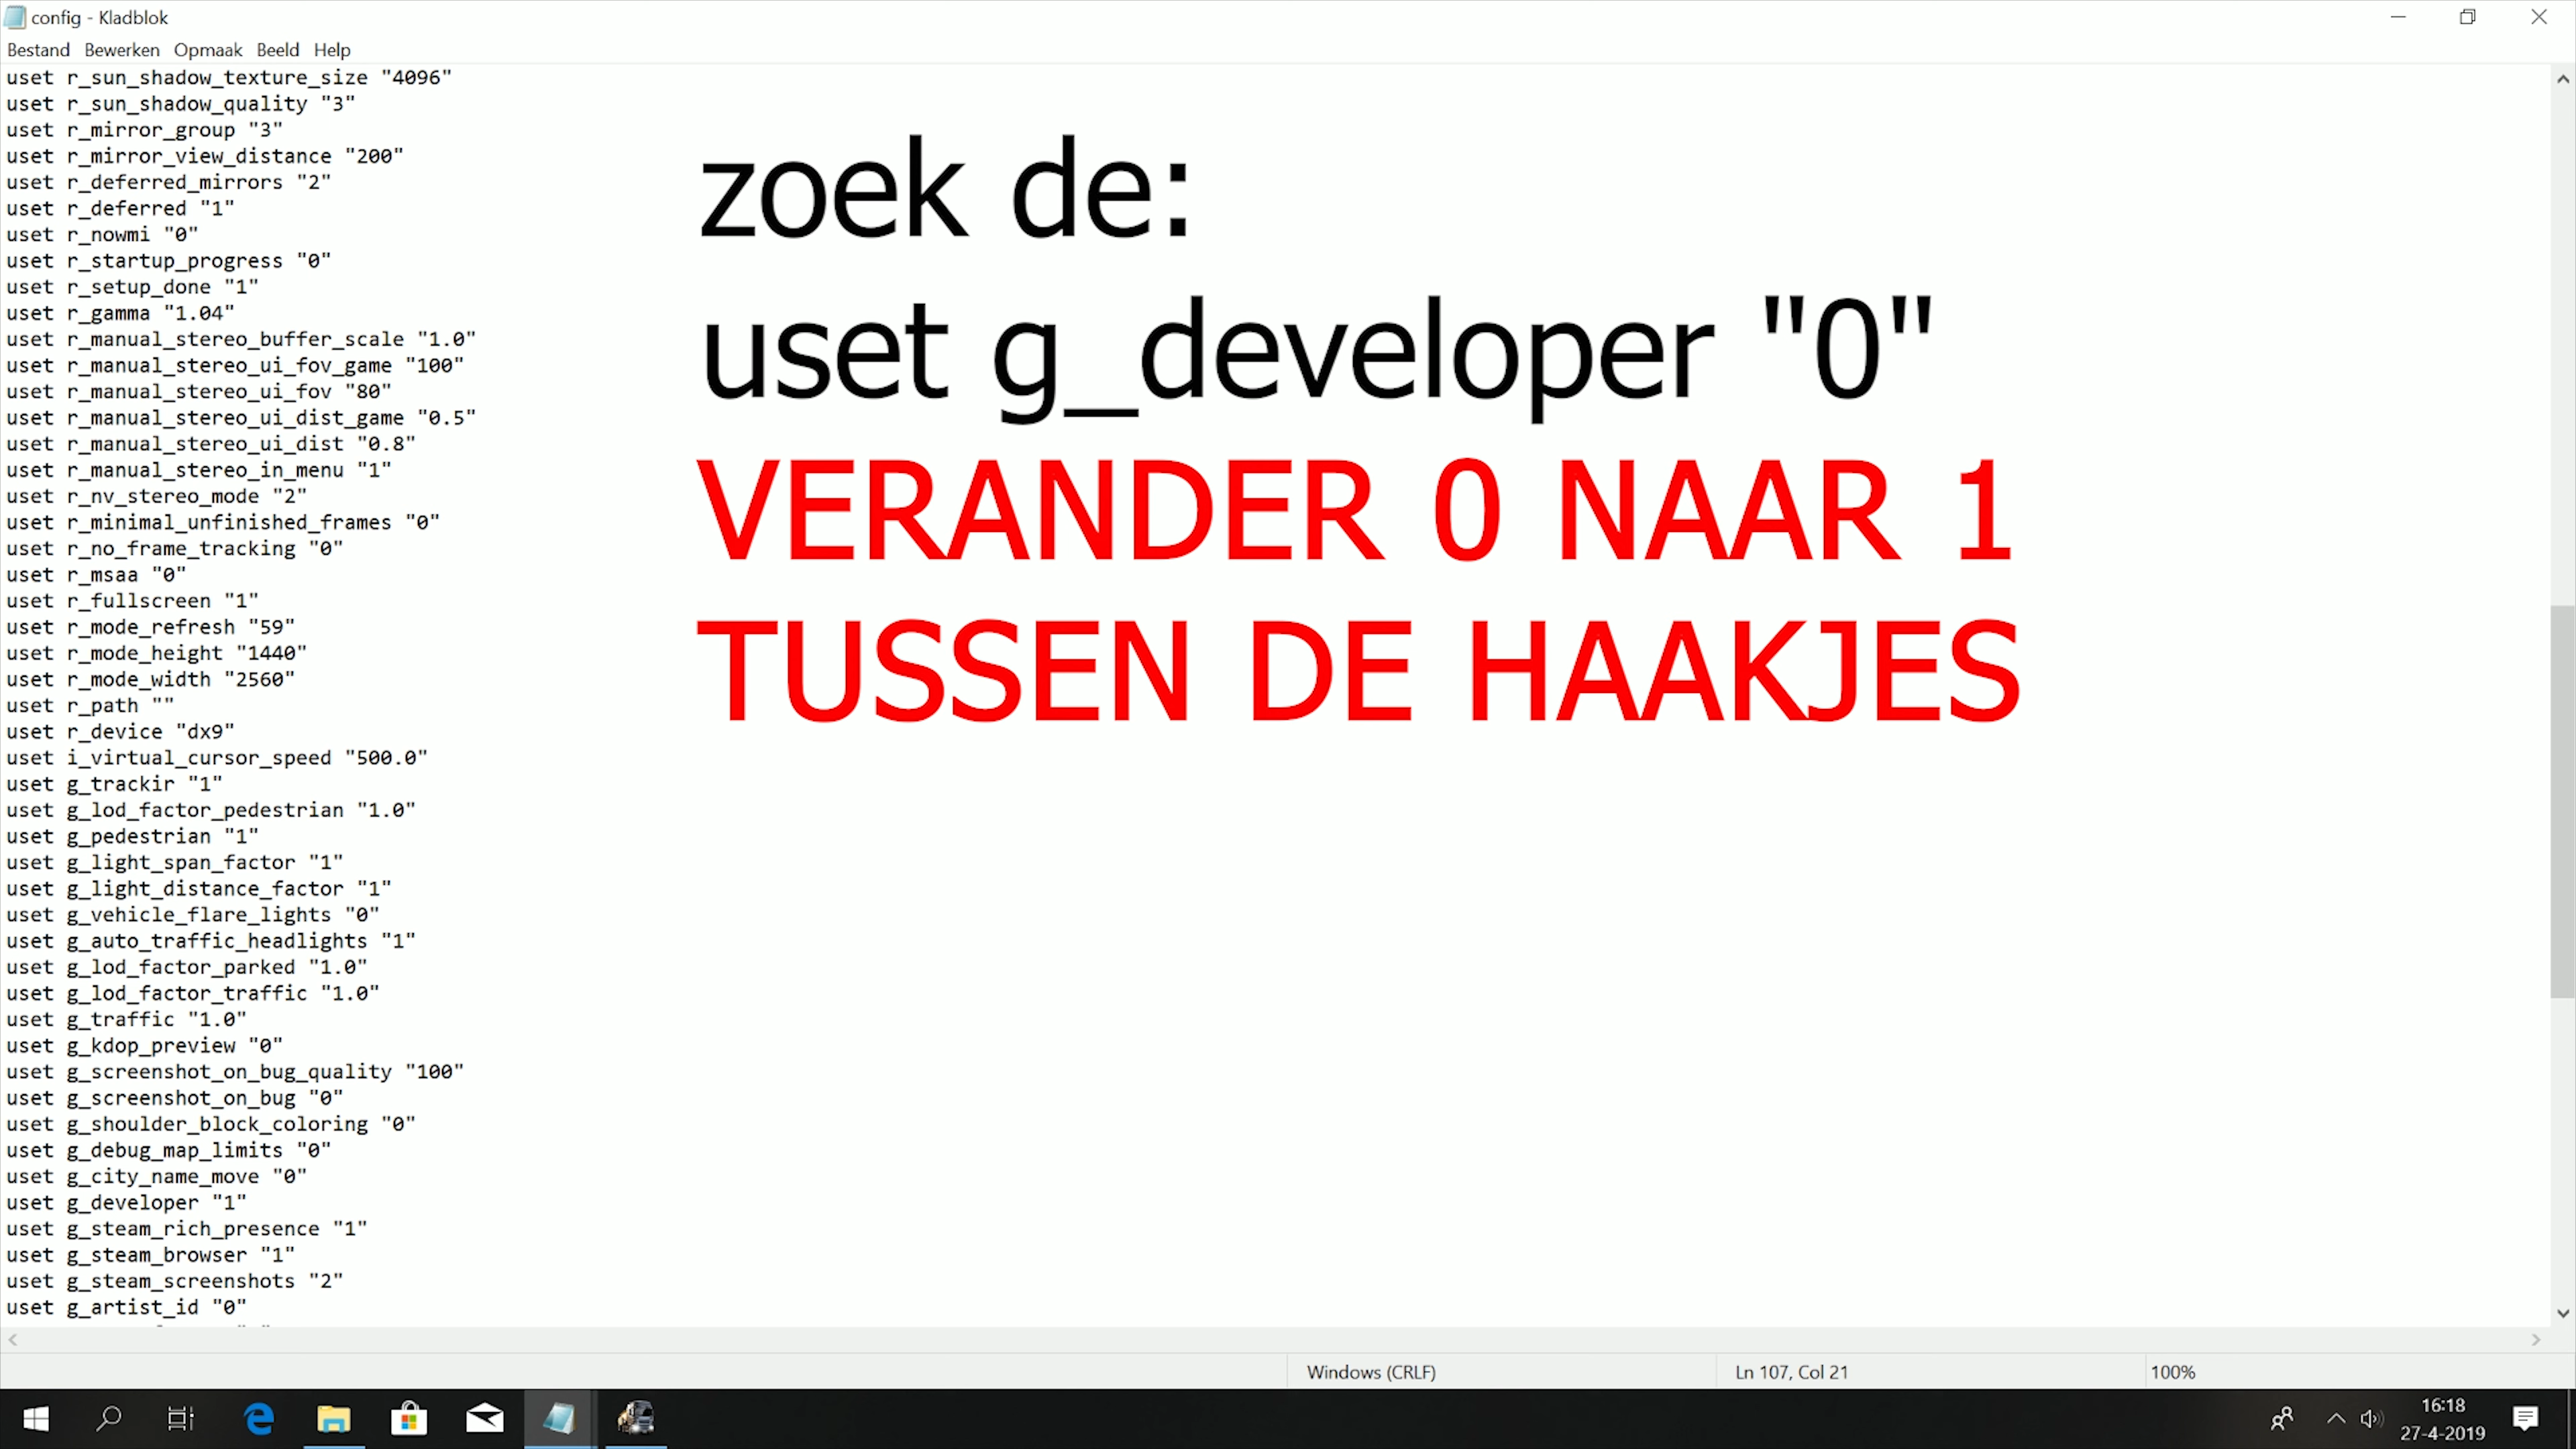 config - Kladblok
Bestand Bewerken Opmaak Beeld Help
uset r_sun_shadow_texture_size "4096"
uset r_sun_shadow_quality "3"
uset r_mirror_group "3"
uset r_mirror_view_distance "200"
uset r_deferred_mirrors "2"
uset r_deferred "1"
uset r_nowmi "0"
uset r_startup_progress "0"
uset r_setup_done "1"
uset r_gamma "1.04"
uset r_manual_stereo_buffer_scale "1.0"
uset r_manual_stereo_ui_fov_game "100"
uset r_manual_stereo_ui_fov "80"
uset r_manual_stereo_ui_dist_game "0.5"
uset r_manual_stereo_ui_dist "0.8"
uset r_manual_stereo_in_menu "1"
uset r_nv_stereo_mode "2"
uset r_minimal_unfinished_frames "0"
uset r_no_frame_tracking "0"
uset r_msaa "0"
uset r_fullscreen "1"
uset r_mode_refresh "59"
uset r_mode_height "1440"
uset r_mode_width "2560"
uset r_path ""
uset r_device "dx9"
uset i_virtual_cursor_speed "500.0"
uset g_trackir "1"
uset g_lod_factor_pedestrian "1.0"
uset g_pedestrian "1"
uset g_light_span_factor "1"
uset g_light_distance_factor "1"
uset g_vehicle_flare_lights "0"
uset g_auto_traffic_headlights "1"
uset g_lod_factor_parked "1.0"
uset g_lod_factor_traffic "1.0"
uset g_traffic "1.0"
uset g_kdop_preview "0"
uset g_screenshot_on_bug_quality "100"
uset g_screenshot_on_bug "0"
uset g_shoulder_block_coloring "0"
uset g_debug_map_limits "0"
uset g_city_name_move "0"
uset g_developer "1"
uset g_steam_rich_presence "1"
uset g_steam_browser "1"
uset g_steam_screenshots "2"
uset g_artist_id "0"
zoek de:
uset g_developer "0"
VERANDER 0 NAAR 1
TUSSEN DE HAAKJES
Windows (CRLF)
Ln 107, Col 21
100%
16:18
27-4-2019